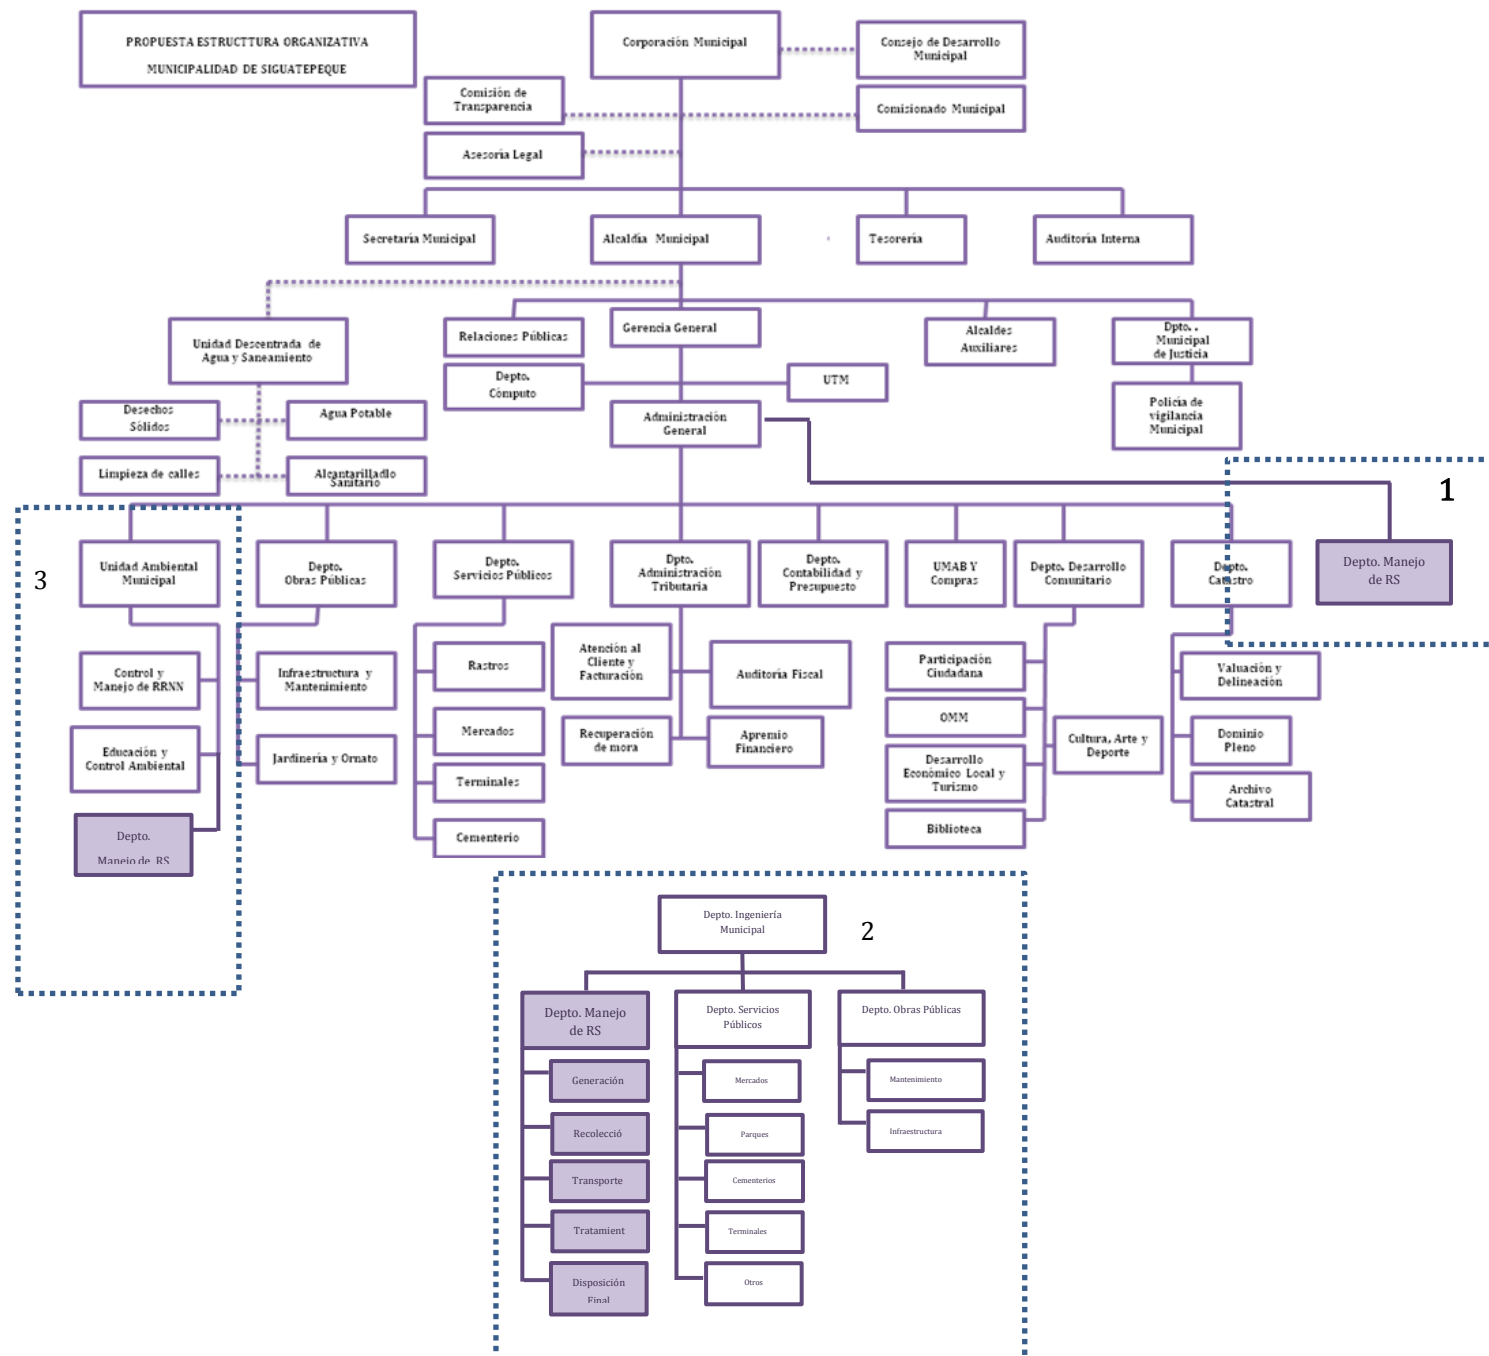 PROPUESTA ESTRUCTTURA ORGANIZATIVA
MUNICIPALIDAD DE SIGUATEPEQUE
Corporación Municipal
Consejo de Desarrollo
Municipal
Comisión de
Transparencia
Comisionado Municipal
Asesoría Legal
Secretaría Municipal
Alcaldía Municipal
Tesorería
Auditoría Interna
Unidad Descentrada de
Agua y Saneamiento
Relaciones Públicas
Gerencia General
Alcaldes
Auxiliares
Dpto. .
Municipal
de Justicia
Depto.
Cómputo
UTM
Desechos
Sólidos
Agua Potable
Administración
General
Policía de
vigilancia
Municipal
Limpieza de calles
Alcantarilladlo
Sanitario
1
3
Unidad Ambiental
Municipal
Depto.
Obras Públicas
Depto.
Servicios Públicos
Dpto.
Administración
Tributaria
Depto.
Contabilidad y
Presupuesto
UMAB Y
Compras
Depto. Desarrollo
Comunitario
Depto.
Catastro
Depto. Manejo
de RS
Control y
Manejo de RRNN
Infraestructura y
Mantenimiento
Rastros
Atención al
Cliente y
Facturación
Auditoría Fiscal
Participación
Ciudadana
Valuación y
Delineación
Educación y
Control Ambiental
Jardinería y Ornato
Mercados
Recuperación
de mora
Apremio
Financiero
OMM
Cultura, Arte y
Deporte
Dominio
Pleno
Terminales
Desarrollo
Económico Local y
Turismo
Archivo
Catastral
Depto.
Manejo de RS
Cementerio
Biblioteca
Depto. Ingeniería
Municipal
2
Depto. Manejo
de RS
Depto. Servicios
Públicos
Depto. Obras Públicas
Generación
Mercados
Mantenimiento
Recolecció
Parques
Infraestructura
Transporte
Cementerios
Tratamient
Terminales
Disposición
Final
Otros